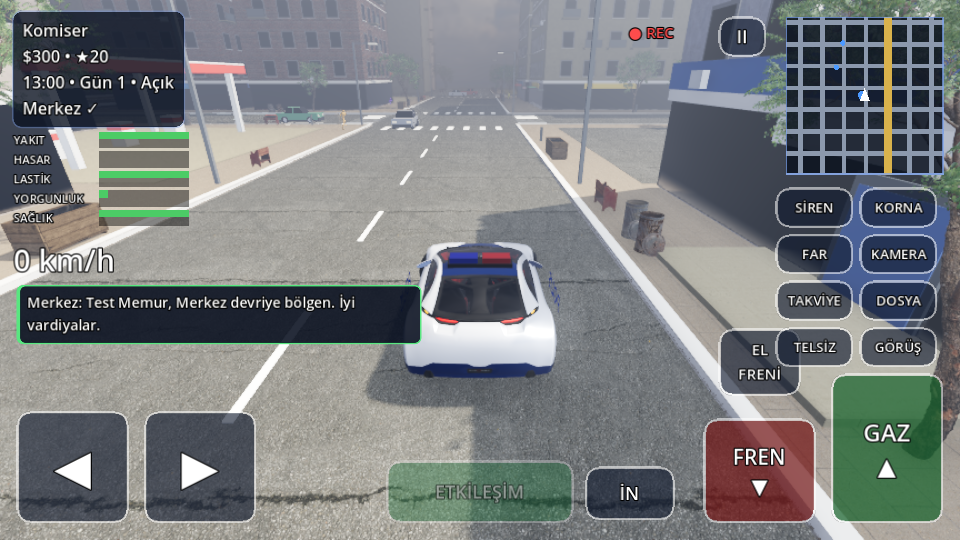 Komiser
$300 • ★20
13:00 • Gün 1 • Açık
Merkez ✓
REC
YAKIT
HASAR
LASTİK
YORGUNLUK
SAĞLIK
0 km/h
Merkez: Test Memur, Merkez devriye bölgen. İyi
vardiyalar.
SİREN
KORNA
FAR
KAMERA
TAKVİYE
DOSYA
TELSİZ
GÖRÜŞ
EL
FRENİ
GAZ
FREN
ETKİLEŞİM
İN